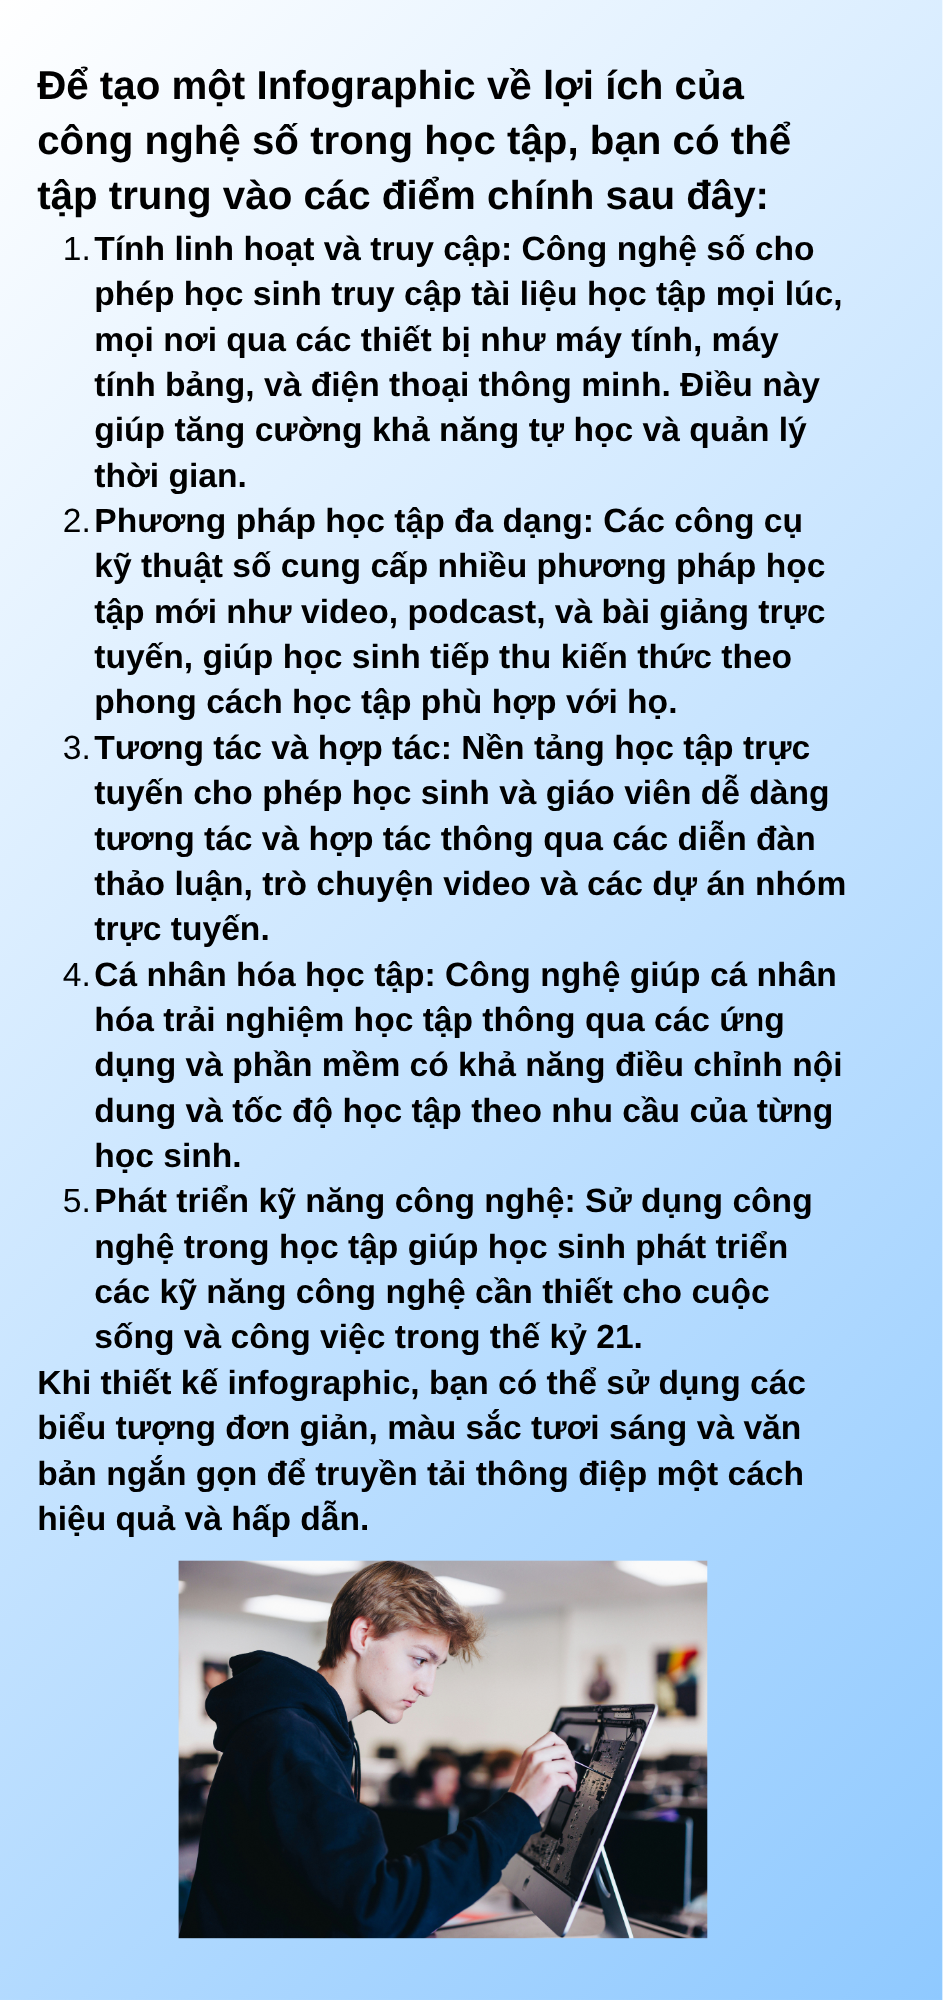 Để tạo một Infographic về lợi ích của
công nghệ số trong học tập, bạn có thể
tập trung vào các điểm chính sau đây:
1. Tính linh hoạt và truy cập: Công nghệ số cho
phép học sinh truy cập tài liệu học tập mọi lúc,
mọi nơi qua các thiết bị như máy tính, máy
tính bảng, và điện thoại thông minh. Điều này
giúp tăng cường khả năng tự học và quản lý
thời gian.
2. Phương pháp học tập đa dạng: Các công cụ
kỹ thuật số cung cấp nhiều phương pháp học
tập mới như video, podcast, và bài giảng trực
tuyến, giúp học sinh tiếp thu kiến thức theo
phong cách học tập phù hợp với họ.
3. Tương tác và hợp tác: Nền tảng học tập trực
tuyến cho phép học sinh và giáo viên dễ dàng
tương tác và hợp tác thông qua các diễn đàn
thảo luận, trò chuyện video và các dự án nhóm
trực tuyến.
4. Cá nhân hóa học tập: Công nghệ giúp cá nhân
hóa trải nghiệm học tập thông qua các ứng
dụng và phần mềm có khả năng điều chỉnh nội
dung và tốc độ học tập theo nhu cầu của từng
học sinh.
5. Phát triển kỹ năng công nghệ: Sử dụng công
nghệ trong học tập giúp học sinh phát triển
các kỹ năng công nghệ cần thiết cho cuộc
sống và công việc trong thế kỷ 21.
Khi thiết kế infographic, bạn có thể sử dụng các
biểu tượng đơn giản, màu sắc tươi sáng và văn
bản ngắn gọn để truyền tải thông điệp một cách
hiệu quả và hấp dẫn.